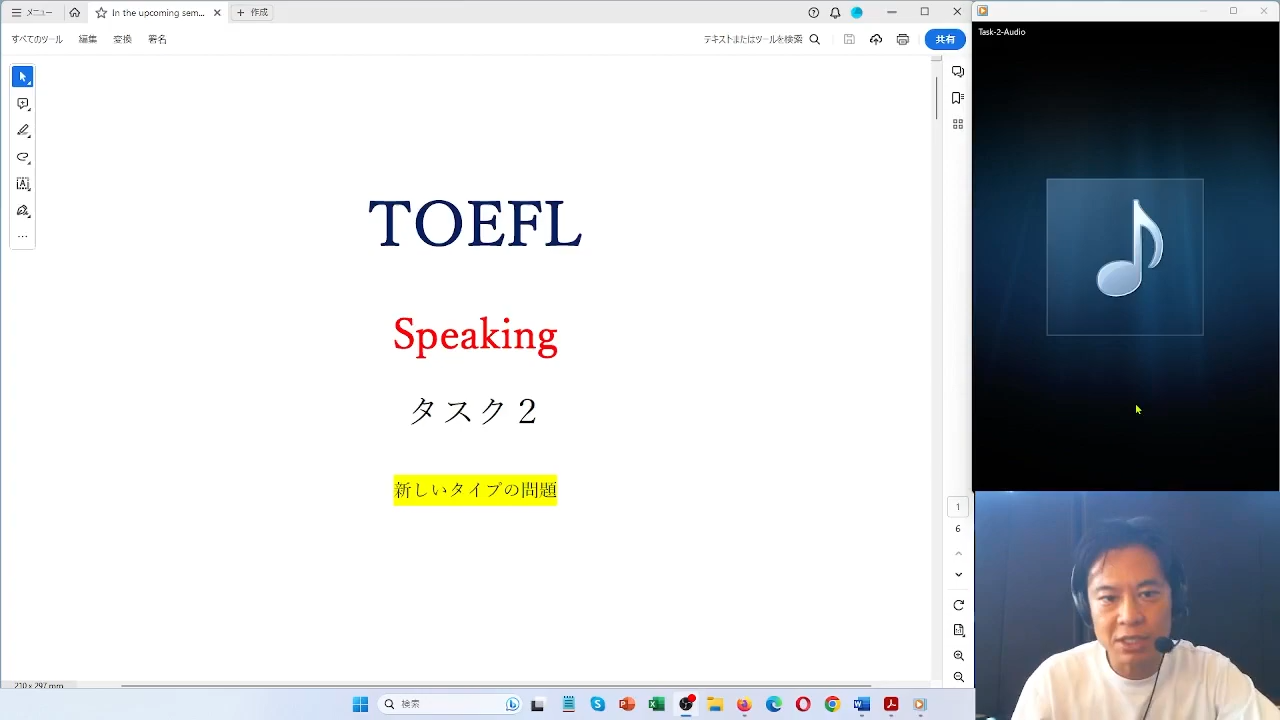 メニュー
In the upcoming sem...
作成
すべてのツール
編集
変換
署名
テキストまたはツールを検索
共有
Task-2-Audio
TOEFL
Speaking
タスク２
新しいタイプの問題
1
6
210 x 297 mm
検索